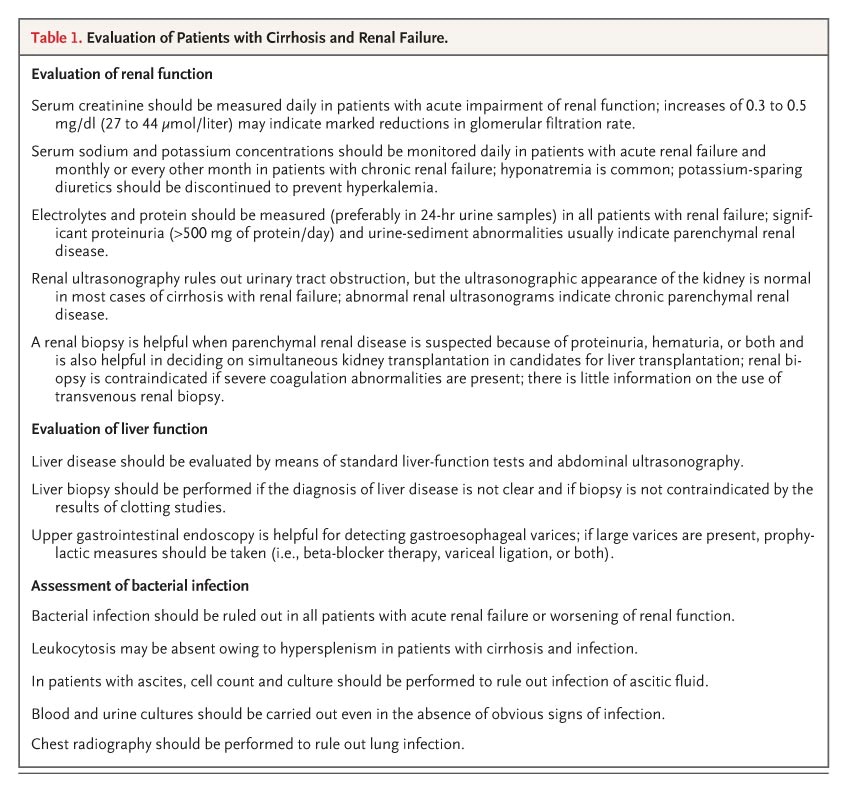 Table 1. Evaluation of Patients with Cirrhosis and Renal Failure.
Evaluation of renal function
Serum creatinine should be measured daily in patients with acute impairment of renal function; increases of 0.3 to 0.5
mg/dl (27 to 44 μmol/liter) may indicate marked reductions in glomerular filtration rate.
Serum sodium and potassium concentrations should be monitored daily in patients with acute renal failure and
monthly or every other month in patients with chronic renal failure; hyponatremia is common; potassium-sparing
diuretics should be discontinued to prevent hyperkalemia.
Electrolytes and protein should be measured (preferably in 24-hr urine samples) in all patients with renal failure; signif-
icant proteinuria (>500 mg of protein/day) and urine-sediment abnormalities usually indicate parenchymal renal
disease.
Renal ultrasonography rules out urinary tract obstruction, but the ultrasonographic appearance of the kidney is normal
in most cases of cirrhosis with renal failure; abnormal renal ultrasonograms indicate chronic parenchymal renal
disease.
A renal biopsy is helpful when parenchymal renal disease is suspected because of proteinuria, hematuria, or both and
is also helpful in deciding on simultaneous kidney transplantation in candidates for liver transplantation; renal bi-
opsy is contraindicated if severe coagulation abnormalities are present; there is little information on the use of
transvenous renal biopsy.
Evaluation of liver function
Liver disease should be evaluated by means of standard liver-function tests and abdominal ultrasonography.
Liver biopsy should be performed if the diagnosis of liver disease is not clear and if biopsy is not contraindicated by the
results of clotting studies.
Upper gastrointestinal endoscopy is helpful for detecting gastroesophageal varices; if large varices are present, prophy-
lactic measures should be taken (i.e., beta-blocker therapy, variceal ligation, or both).
Assessment of bacterial infection
Bacterial infection should be ruled out in all patients with acute renal failure or worsening of renal function.
Leukocytosis may be absent owing to hypersplenism in patients with cirrhosis and infection.
In patients with ascites, cell count and culture should be performed to rule out infection of ascitic fluid.
Blood and urine cultures should be carried out even in the absence of obvious signs of infection.
Chest radiography should be performed to rule out lung infection.